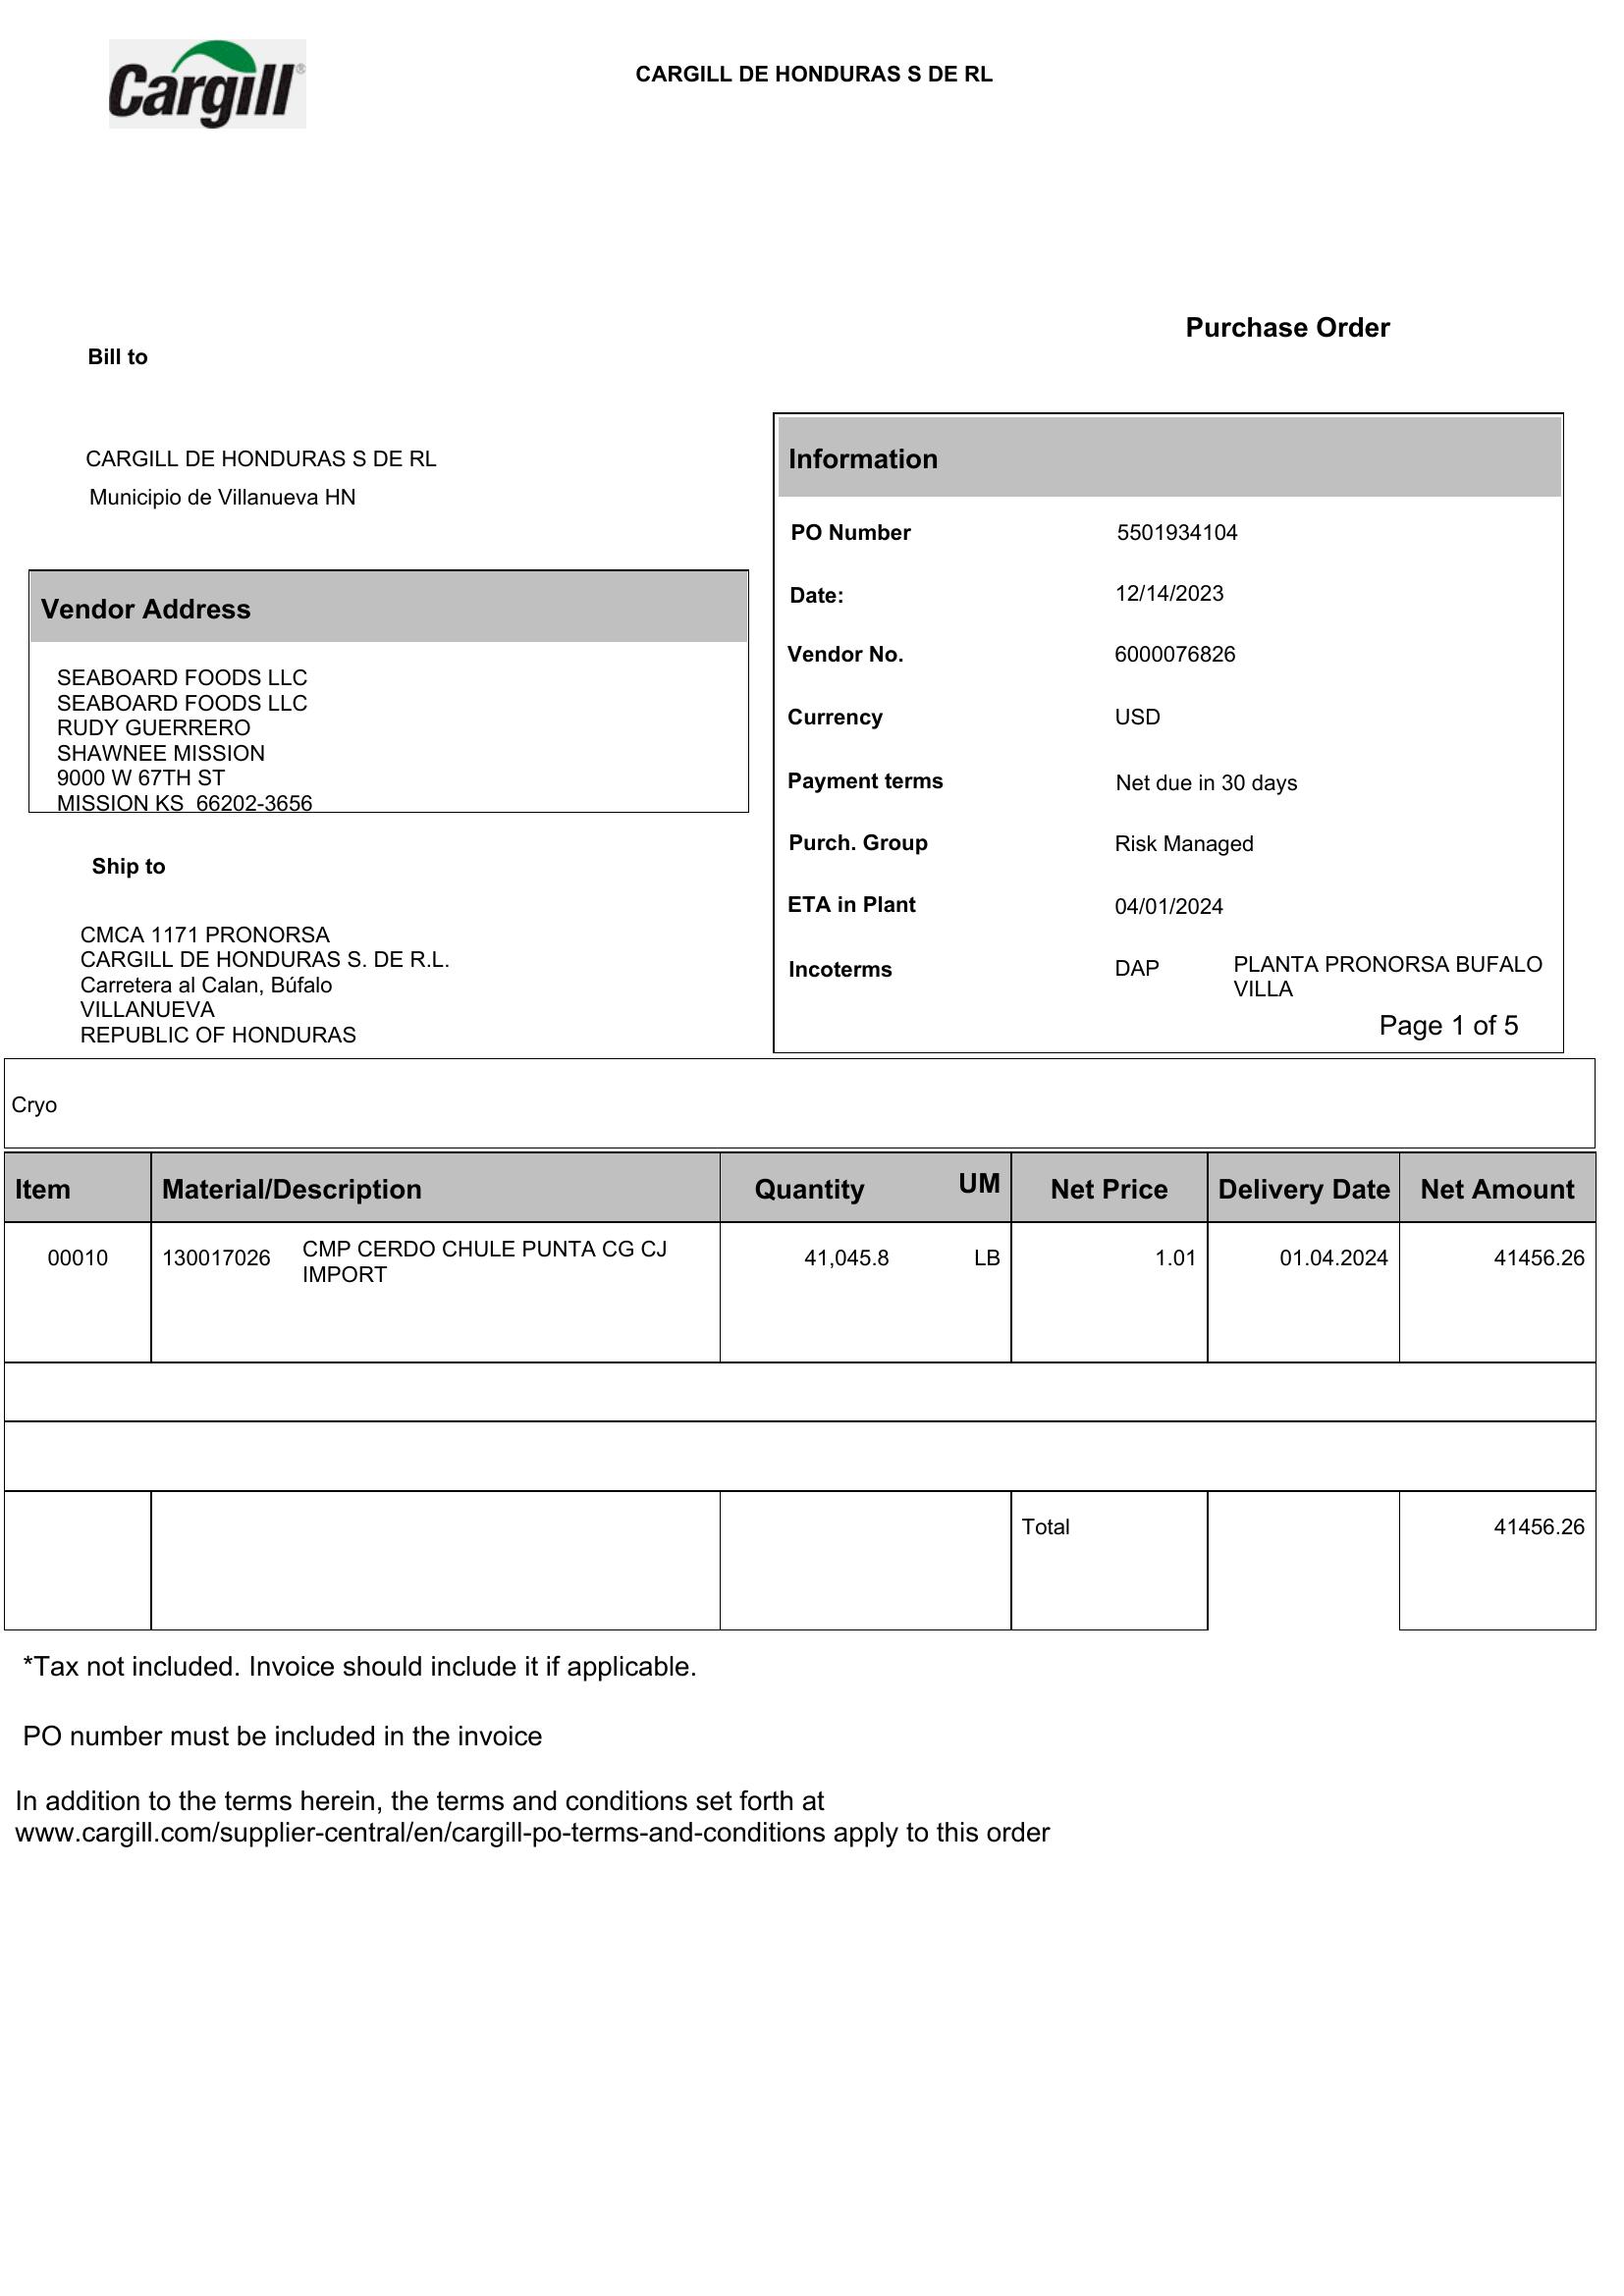 Cargill®
CARGILL DE HONDURAS S DE RL
Purchase Order
Bill to
CARGILL DE HONDURAS S DE RL
Municipio de Villanueva HN
Vendor Address
SEABOARD FOODS LLC
SEABOARD FOODS LLC
RUDY GUERRERO
SHAWNEE MISSION
9000 W 67TH ST
MISSION KS 66202-3656
Ship to
CMCA 1171 PRONORSA
CARGILL DE HONDURAS S. DE R.L.
Carretera al Calan, Búfalo
VILLANUEVA
REPUBLIC OF HONDURAS
Information
PO Number 5501934104
Date: 12/14/2023
Vendor No. 6000076826
Currency USD
Payment terms Net due in 30 days
Purch. Group Risk Managed
ETA in Plant 04/01/2024
Incoterms DAP PLANTA PRONORSA BUFALO
VILLA
Page 1 of 5
Cryo
Item Material/Description Quantity UM Net Price Delivery Date Net Amount
00010 130017026 CMP CERDO CHULE PUNTA CG CJ 41,045.8 LB 1.01 01.04.2024 41456.26
IMPORT
Total 41456.26
*Tax not included. Invoice should include it if applicable.
PO number must be included in the invoice
In addition to the terms herein, the terms and conditions set forth at
www.cargill.com/supplier-central/en/cargill-po-terms-and-conditions apply to this order